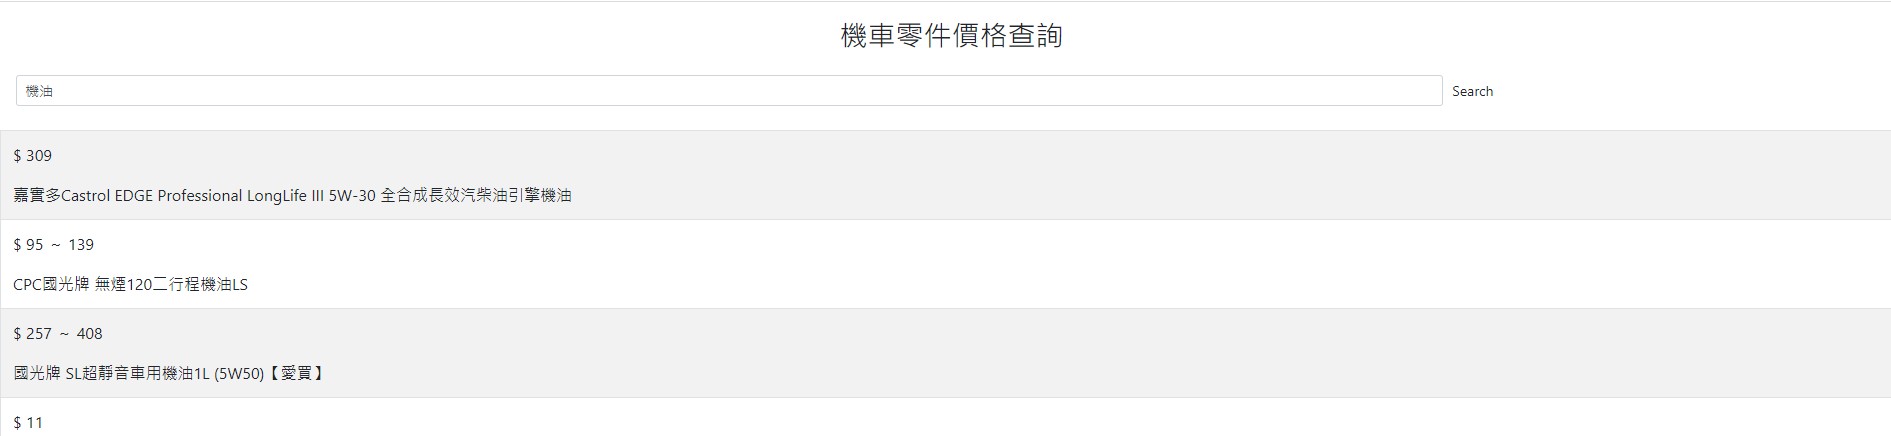 機車零件價格查詢
機油
Search
$ 309
嘉實多Castrol EDGE Professional LongLife III 5W-30 全合成長效汽柴油引擎機油
$ 95 ~ 139
CPC國光牌 無煙120二行程機油LS
$ 257 ~ 408
國光牌 SL超靜音車用機油1L (5W50)【愛買】
$ 11